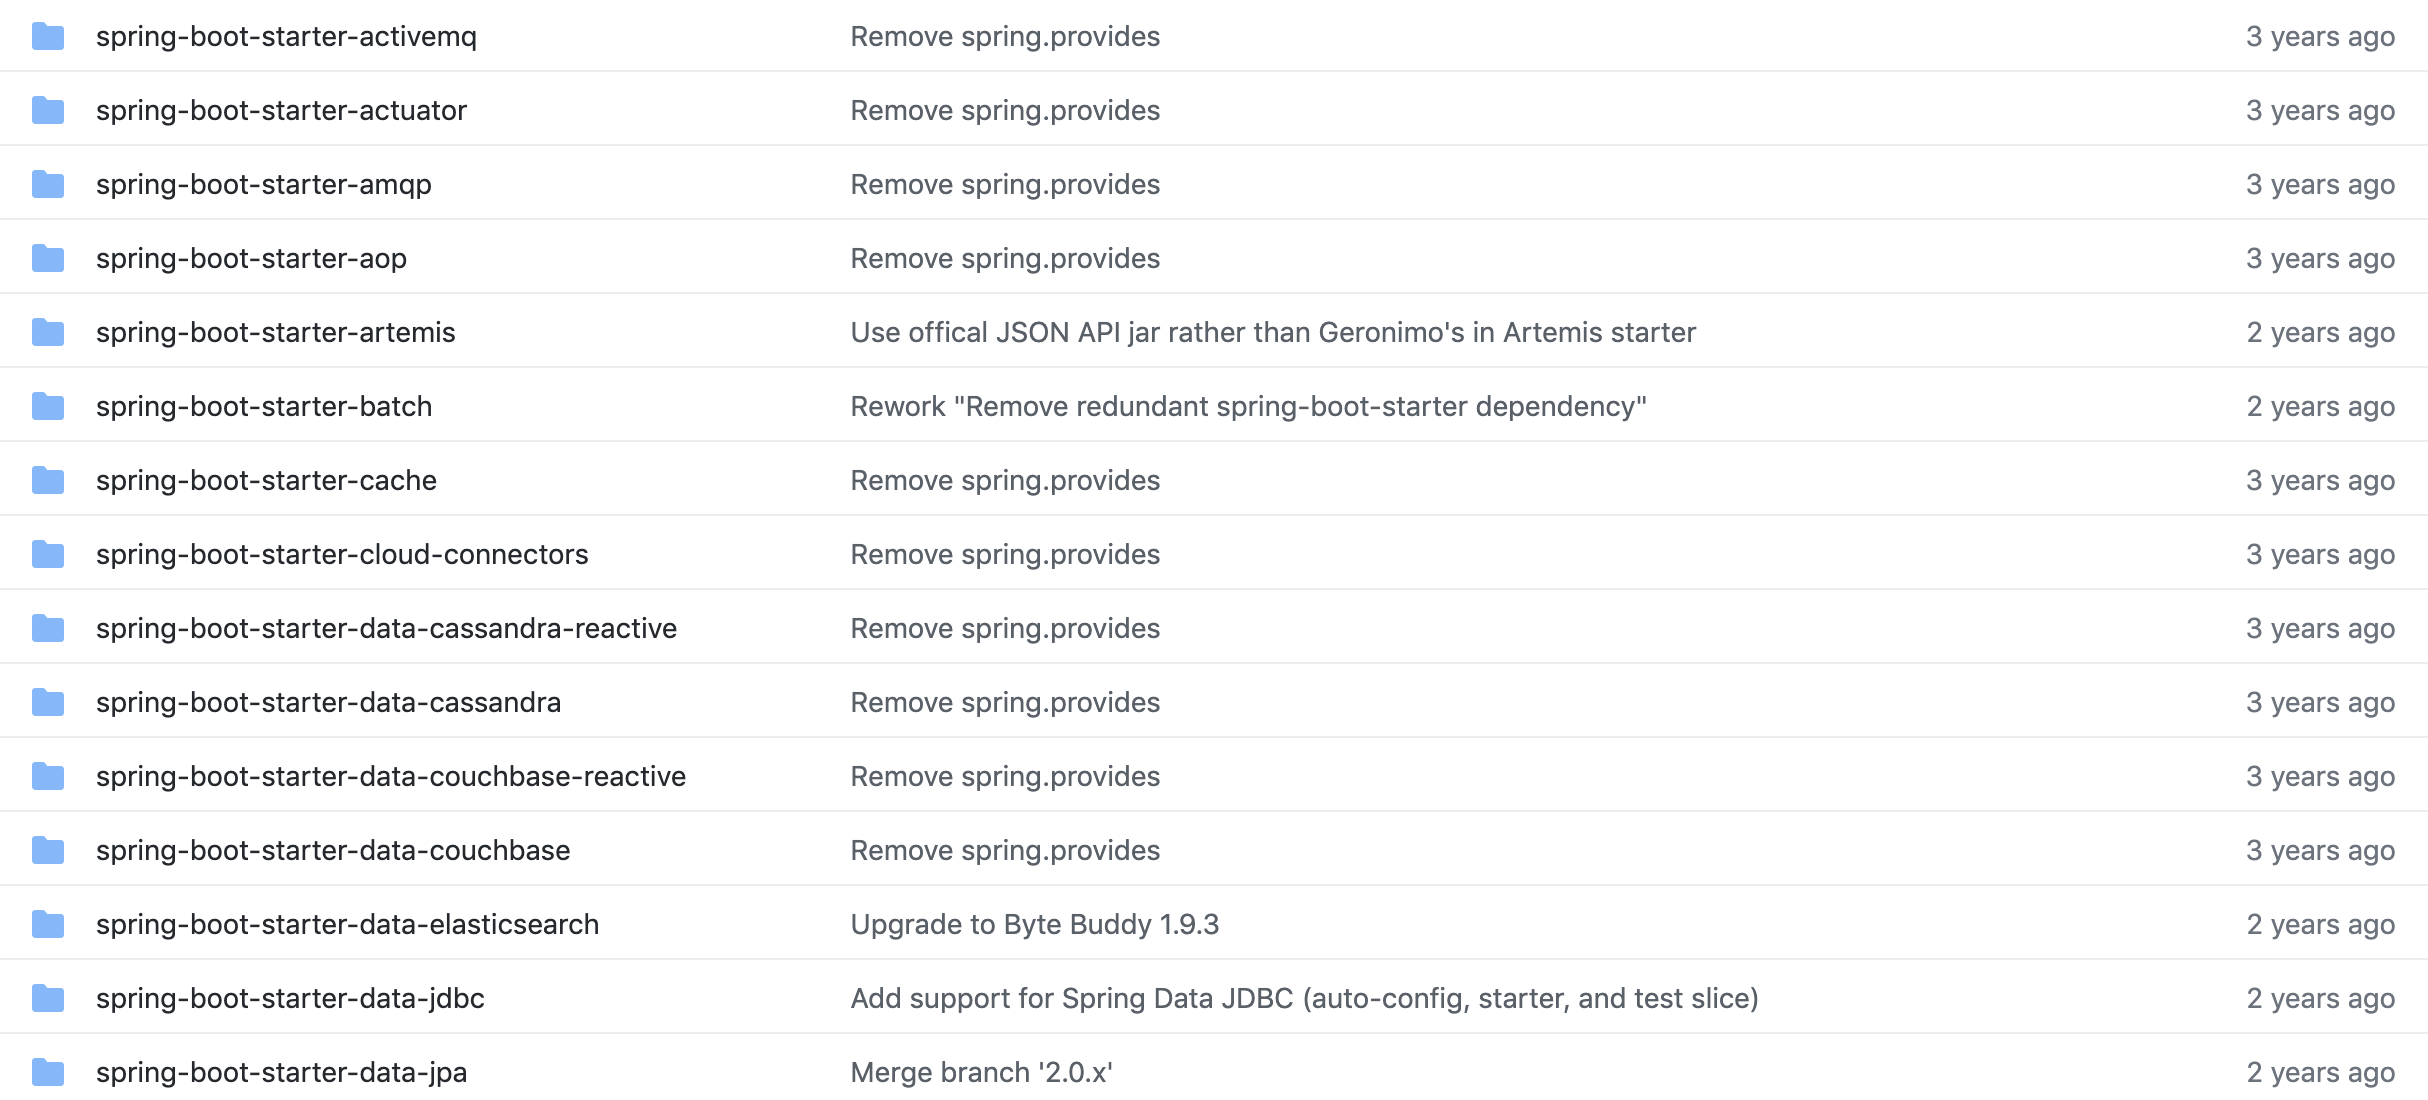 spring-boot-starter-activemq Remove spring.provides 3 years ago
spring-boot-starter-actuator Remove spring.provides 3 years ago
spring-boot-starter-amqp Remove spring.provides 3 years ago
spring-boot-starter-aop Remove spring.provides 3 years ago
spring-boot-starter-artemis Use offical JSON API jar rather than Geronimo's in Artemis starter 2 years ago
spring-boot-starter-batch Rework "Remove redundant spring-boot-starter dependency" 2 years ago
spring-boot-starter-cache Remove spring.provides 3 years ago
spring-boot-starter-cloud-connectors Remove spring.provides 3 years ago
spring-boot-starter-data-cassandra-reactive Remove spring.provides 3 years ago
spring-boot-starter-data-cassandra Remove spring.provides 3 years ago
spring-boot-starter-data-couchbase-reactive Remove spring.provides 3 years ago
spring-boot-starter-data-couchbase Remove spring.provides 3 years ago
spring-boot-starter-data-elasticsearch Upgrade to Byte Buddy 1.9.3 2 years ago
spring-boot-starter-data-jdbc Add support for Spring Data JDBC (auto-config, starter, and test slice) 2 years ago
spring-boot-starter-data-jpa Merge branch '2.0.x' 2 years ago